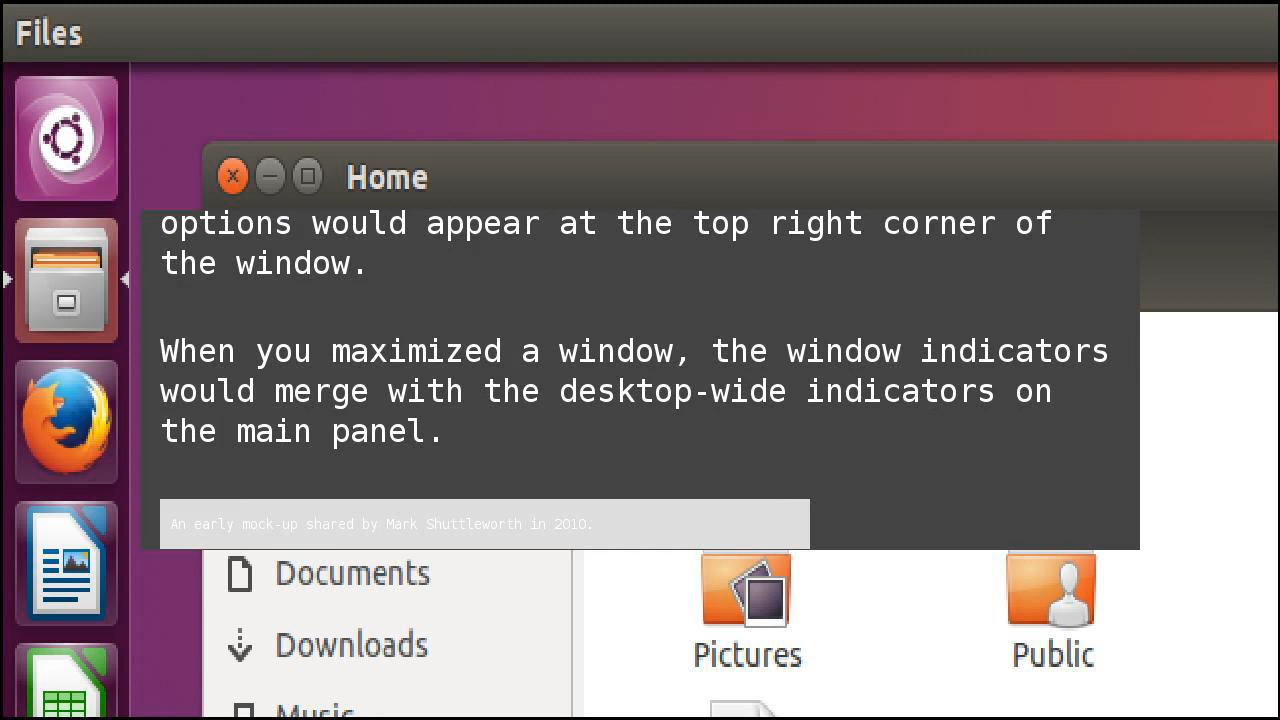 Files
Home
options would appear at the top right corner of
the window.
When you maximized a window, the window indicators
would merge with the desktop-wide indicators on
the main panel.
An early mock-up shared by Mark Shuttleworth in 2010.
Documents
Downloads
Music
Pictures
Public